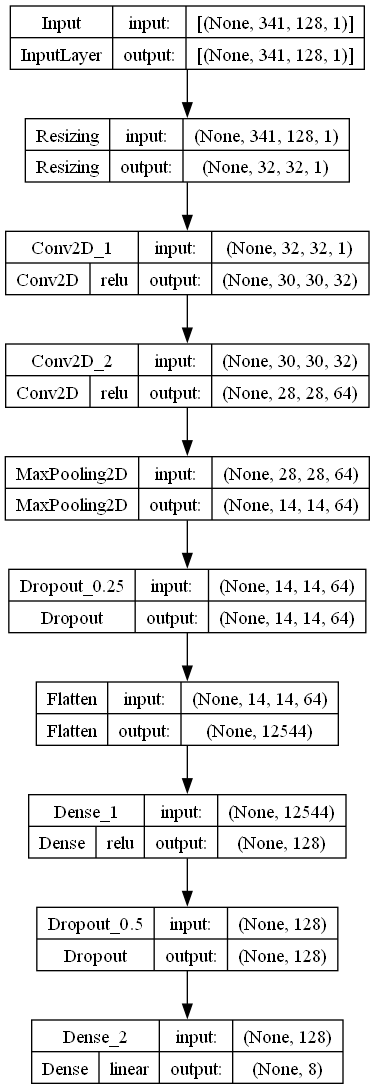 Input input: [(None, 341, 128, 1)]
InputLayer output: [(None, 341, 128, 1)]
Resizing input: (None, 341, 128, 1)
Resizing output: (None, 32, 32, 1)
Conv2D_1 input: (None, 32, 32, 1)
Conv2D relu output: (None, 30, 30, 32)
Conv2D_2 input: (None, 30, 30, 32)
Conv2D relu output: (None, 28, 28, 64)
MaxPooling2D input: (None, 28, 28, 64)
MaxPooling2D output: (None, 14, 14, 64)
Dropout_0.25 input: (None, 14, 14, 64)
Dropout output: (None, 14, 14, 64)
Flatten input: (None, 14, 14, 64)
Flatten output: (None, 12544)
Dense_1 input: (None, 12544)
Dense relu output: (None, 128)
Dropout_0.5 input: (None, 128)
Dropout output: (None, 128)
Dense_2 input: (None, 128)
Dense linear output: (None, 8)